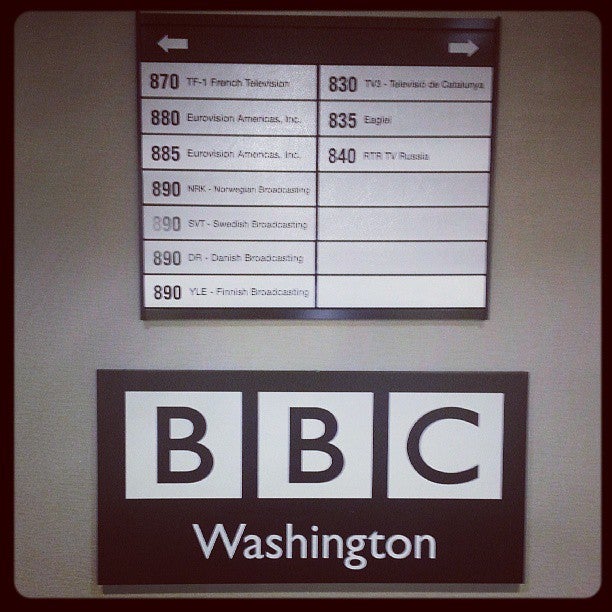 870 TF-1 French Television
880 Eurovision Americas, Inc.
885 Eurovision Americas, Inc.
890 NRK - Norwegian Broadcasting
890 SVT - Swedish Broadcasting
890 DR - Danish Broadcasting
890 YLE - Finnish Broadcasting
830 TV3 - Televisió de Catalunya
835 Eaglei
840 RTR TV Russia
BBC
Washington